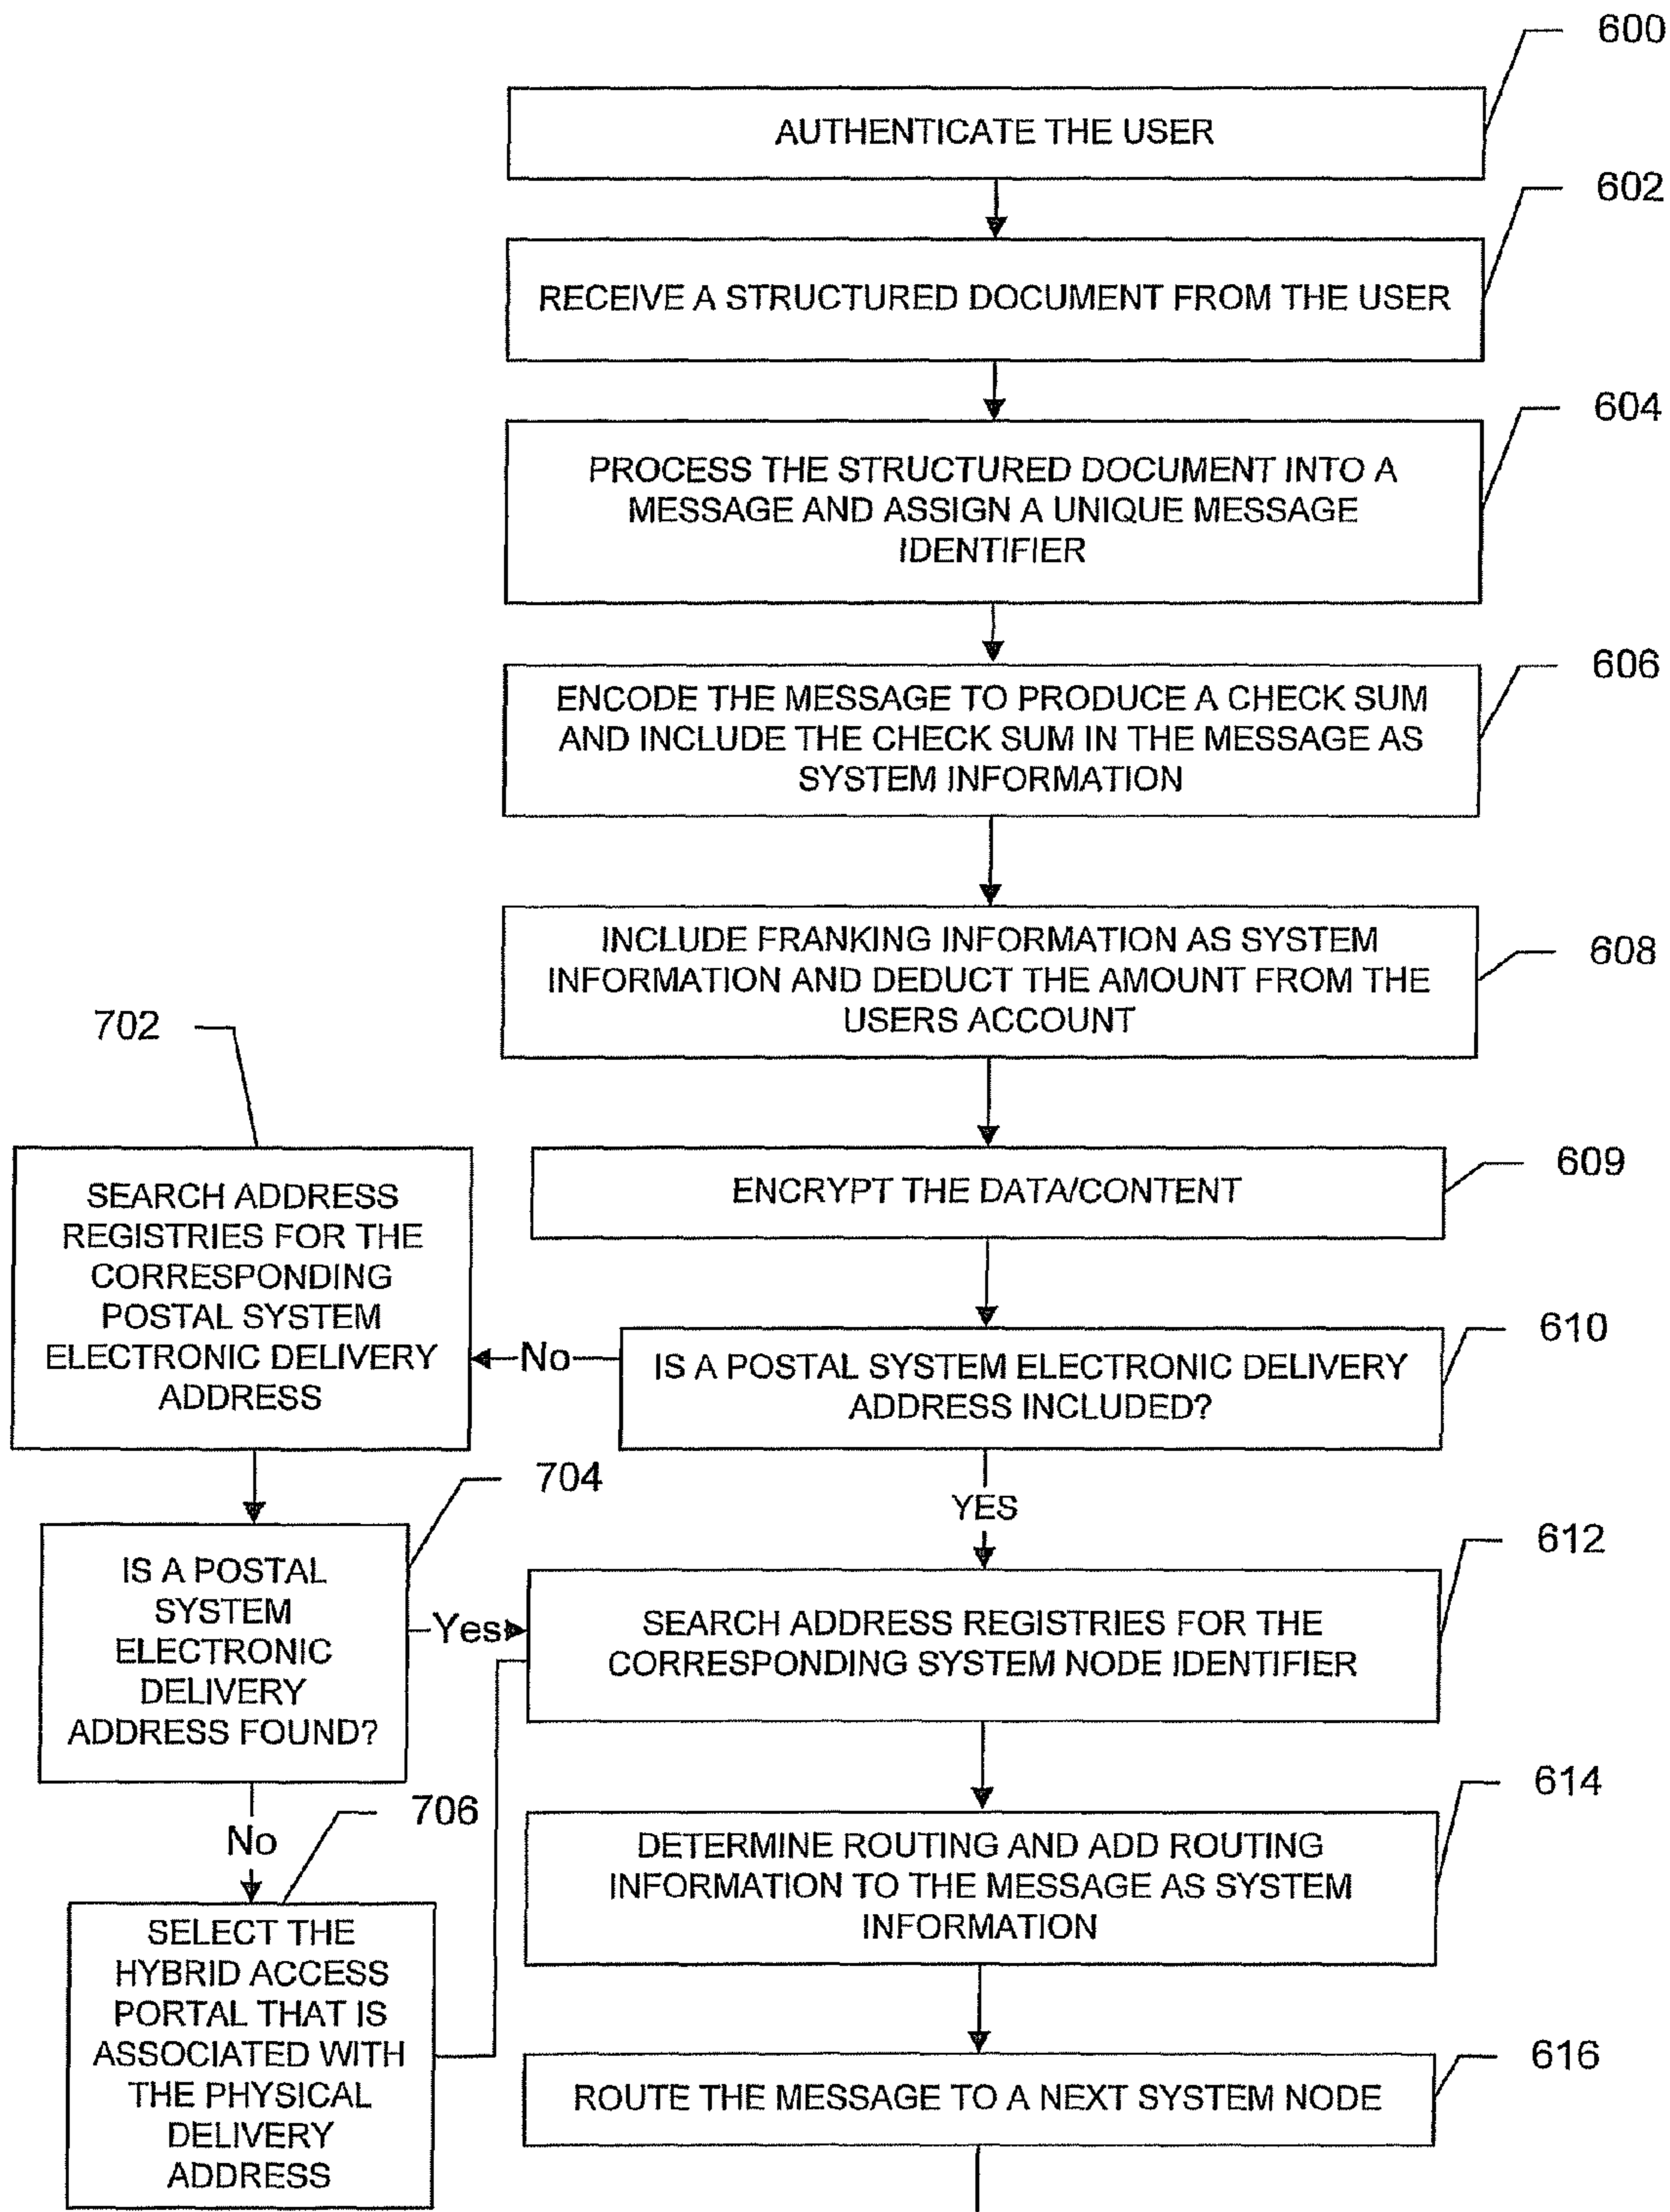 600
AUTHENTICATE THE USER
602
RECEIVE A STRUCTURED DOCUMENT FROM THE USER
604
PROCESS THE STRUCTURED DOCUMENT INTO A
MESSAGE AND ASSIGN A UNIQUE MESSAGE
IDENTIFIER
606
ENCODE THE MESSAGE TO PRODUCE A CHECK SUM
AND INCLUDE THE CHECK SUM IN THE MESSAGE AS
SYSTEM INFORMATION
608
INCLUDE FRANKING INFORMATION AS SYSTEM
INFORMATION AND DEDUCT THE AMOUNT FROM THE
USERS ACCOUNT
609
ENCRYPT THE DATA/CONTENT
610
IS A POSTAL SYSTEM ELECTRONIC DELIVERY
ADDRESS INCLUDED?
No
702
SEARCH ADDRESS
REGISTRIES FOR THE
CORRESPONDING
POSTAL SYSTEM
ELECTRONIC DELIVERY
ADDRESS
704
IS A POSTAL
SYSTEM
ELECTRONIC
DELIVERY
ADDRESS FOUND?
Yes
No
706
SELECT THE
HYBRID ACCESS
PORTAL THAT IS
ASSOCIATED WITH
THE PHYSICAL
DELIVERY
ADDRESS
YES
612
SEARCH ADDRESS REGISTRIES FOR THE
CORRESPONDING SYSTEM NODE IDENTIFIER
614
DETERMINE ROUTING AND ADD ROUTING
INFORMATION TO THE MESSAGE AS SYSTEM
INFORMATION
616
ROUTE THE MESSAGE TO A NEXT SYSTEM NODE